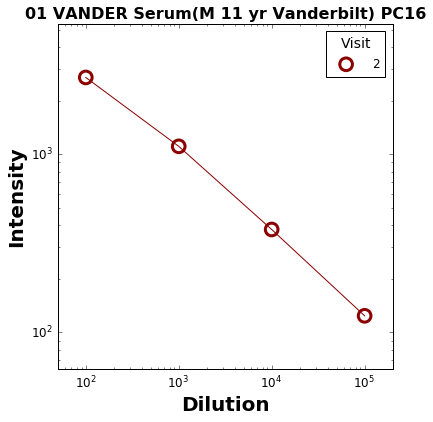 01 VANDER Serum(M 11 yr Vanderbilt) PC16
Visit
2
Intensity
10³
10²
10² 10³ 10⁴ 10⁵
Dilution